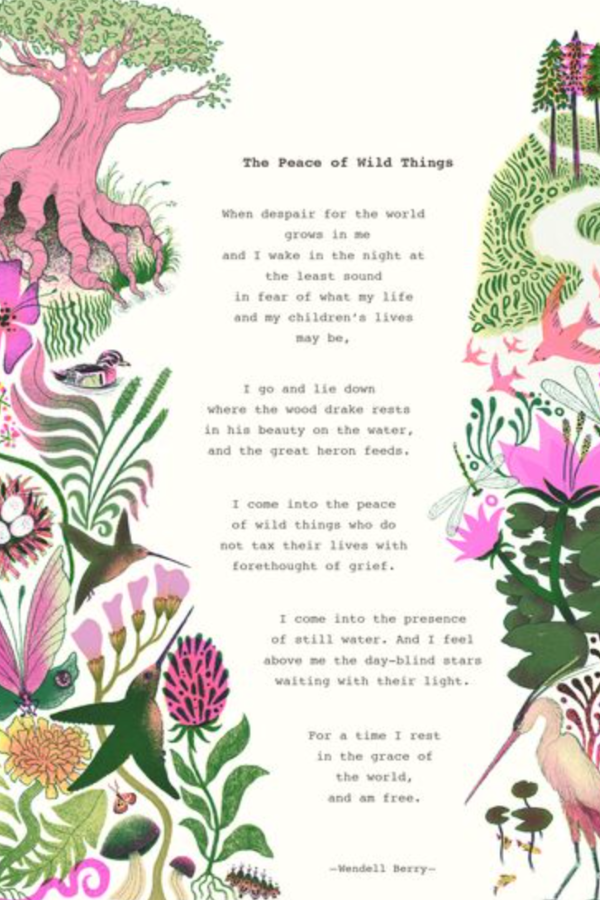 The Peace of Wild Things
When despair for the world
grows in me
and I wake in the night at
the least sound
in fear of what my life
and my children's lives
may be,
I go and lie down
where the wood drake rests
in his beauty on the water,
and the great heron feeds.
I come into the peace
of wild things who do
not tax their lives with
forethought of grief.
I come into the presence
of still water. And I feel
above me the day-blind stars
waiting with their light.
For a time I rest
in the grace of
the world,
and am free.
—Wendell Berry—